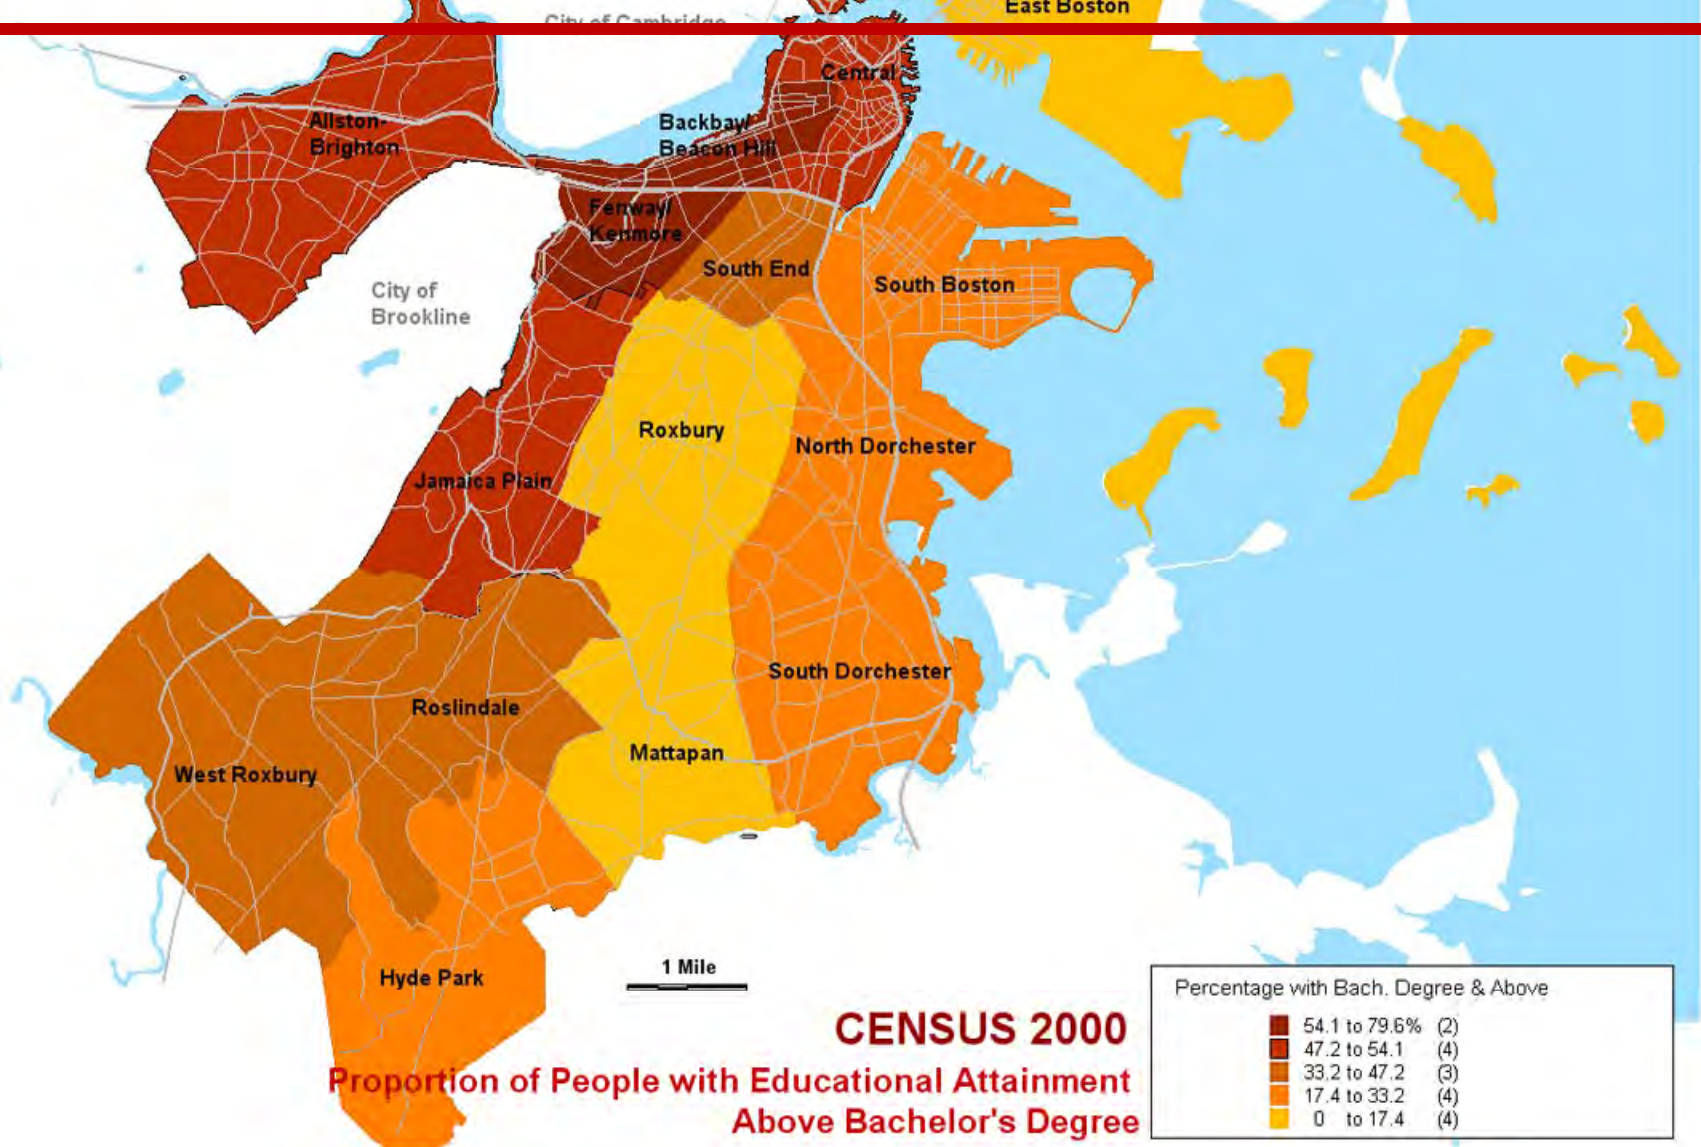 East Boston
City of Cambridge
Central
Allston-
Brighton
Backbay/
Beacon Hill
Fenway/
Kenmore
South End
South Boston
City of
Brookline
Roxbury
North Dorchester
Jamaica Plain
South Dorchester
Roslindale
Mattapan
West Roxbury
Hyde Park
1 Mile
CENSUS 2000
Proportion of People with Educational Attainment
Above Bachelor's Degree
Percentage with Bach. Degree & Above
54.1 to 79.6% (2)
47.2 to 54.1 (4)
33.2 to 47.2 (3)
17.4 to 33.2 (4)
0 to 17.4 (4)